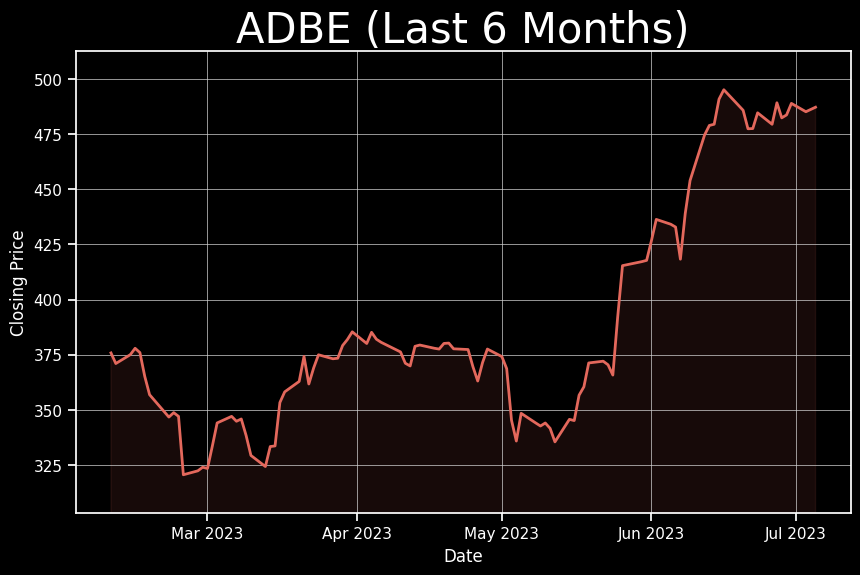 ADBE (Last 6 Months)
Closing Price
500
475
450
425
400
375
350
325
Mar 2023
Apr 2023
May 2023
Jun 2023
Jul 2023
Date